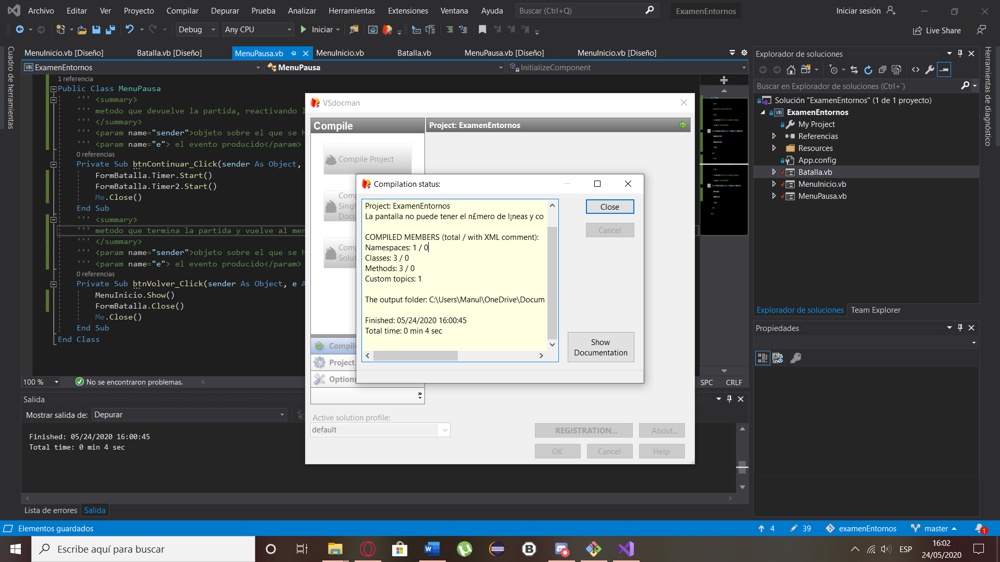 Archivo Editar Ver Proyecto Compilar Depurar Prueba Analizar Herramientas Extensiones Ventana Ayuda Buscar (Ctrl+Q) ExamenEntornos Iniciar sesión
Debug Any CPU Iniciar Live Share
Cuadro de herramientas
MenuInicio.vb [Diseño] Batalla.vb [Diseño] MenuPausa.vb MenuInicio.vb Batalla.vb MenuPausa.vb [Diseño] MenuInicio.vb [Diseño]
VB ExamenEntornos MenuPausa InitializeComponent
1 referencia
Public Class MenuPausa
''' <summary>
''' metodo que devuelve la partida, reactivando l
''' </summary>
''' <param name="sender">objeto sobre el que se h
''' <param name="e"> el evento producido</param>
0 referencias
Private Sub btnContinuar_Click(sender As Object,
FormBatalla.Timer.Start()
FormBatalla.Timer2.Start()
Me.Close()
End Sub
''' <summary>
''' metodo que termina la partida y vuelve al men
''' </summary>
''' <param name="sender">objeto sobre el que se h
''' <param name="e"> el evento producido</param>
0 referencias
Private Sub btnVolver_Click(sender As Object, e A
MenuInicio.Show()
FormBatalla.Close()
Me.Close()
End Sub
End Class
100 % No se encontraron problemas. SPC CRLF
VSdocman
Compile
Project: ExamenEntornos
Compile Project
Comp
Singl
Docu
Comp
Solut
Compile
Project
Options
Active solution profile:
default
REGISTRATION... About...
OK Cancel Help
Compilation status:
Project: ExamenEntornos
La pantalla no puede tener el n£mero de l¡neas y co
COMPILED MEMBERS (total / with XML comment):
Namespaces: 1 / 0
Classes: 3 / 0
Methods: 3 / 0
Custom topics: 1
The output folder: C:\Users\Manul\OneDrive\Docum
Finished: 05/24/2020 16:00:45
Total time: 0 min 4 sec
Close
Cancel
Show
Documentation
Salida
Mostrar salida de: Depurar
Finished: 05/24/2020 16:00:45
Total time: 0 min 4 sec
Lista de errores Salida
Explorador de soluciones
Buscar en Explorador de soluciones (Ctrl+`)
Solución "ExamenEntornos" (1 de 1 proyecto)
VB ExamenEntornos
My Project
Referencias
Resources
App.config
Batalla.vb
MenuInicio.vb
MenuPausa.vb
Explorador de soluciones Team Explorer
Propiedades
Herramientas de diagnóstico
Elementos guardados 4 39 examenEntornos master 1
Escribe aquí para buscar
ESP
16:02
24/05/2020